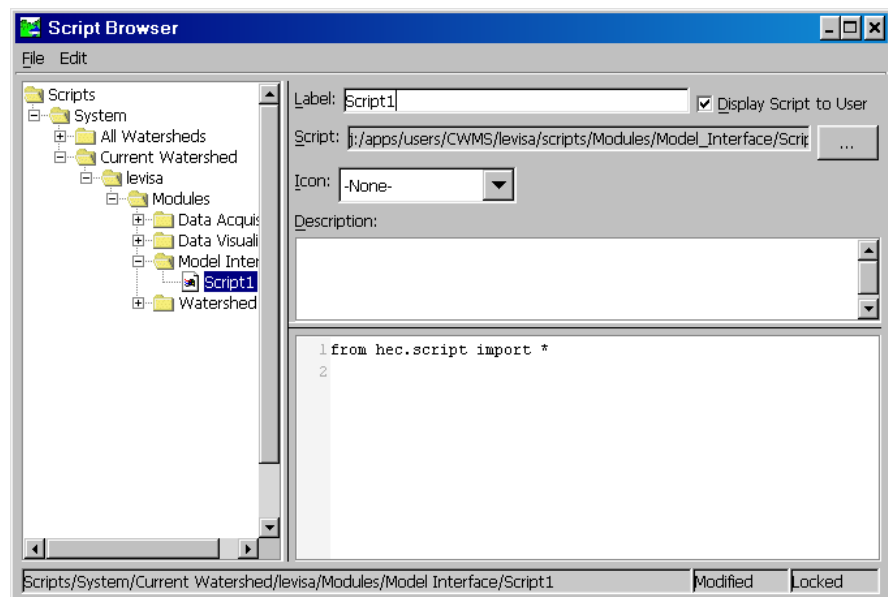 Script Browser
File Edit
Scripts
System
All Watersheds
Current Watershed
levisa
Modules
Data Acquis
Data Visuali
Model Inter
Script1
Watershed
Label: Script1
Display Script to User
Script: j:/apps/users/CWMS/levisa/scripts/Modules/Model_Interface/Scrip
...
Icon: -None-
Description:
1 from hec.script import *
2
Scripts/System/Current Watershed/levisa/Modules/Model Interface/Script1 Modified Locked